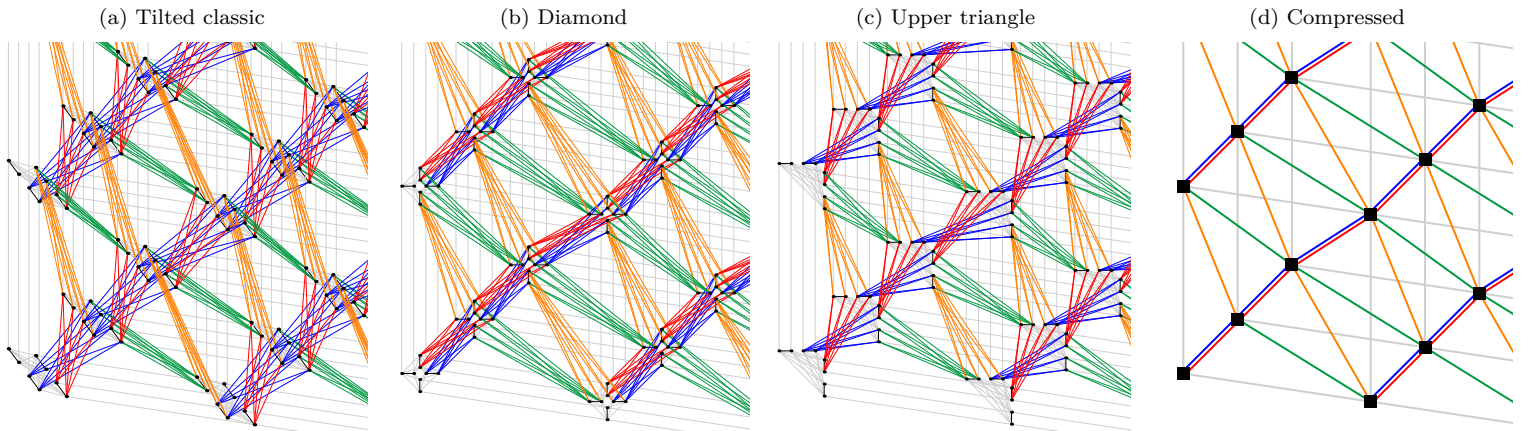 (a) Tilted classic
(b) Diamond
(c) Upper triangle
(d) Compressed